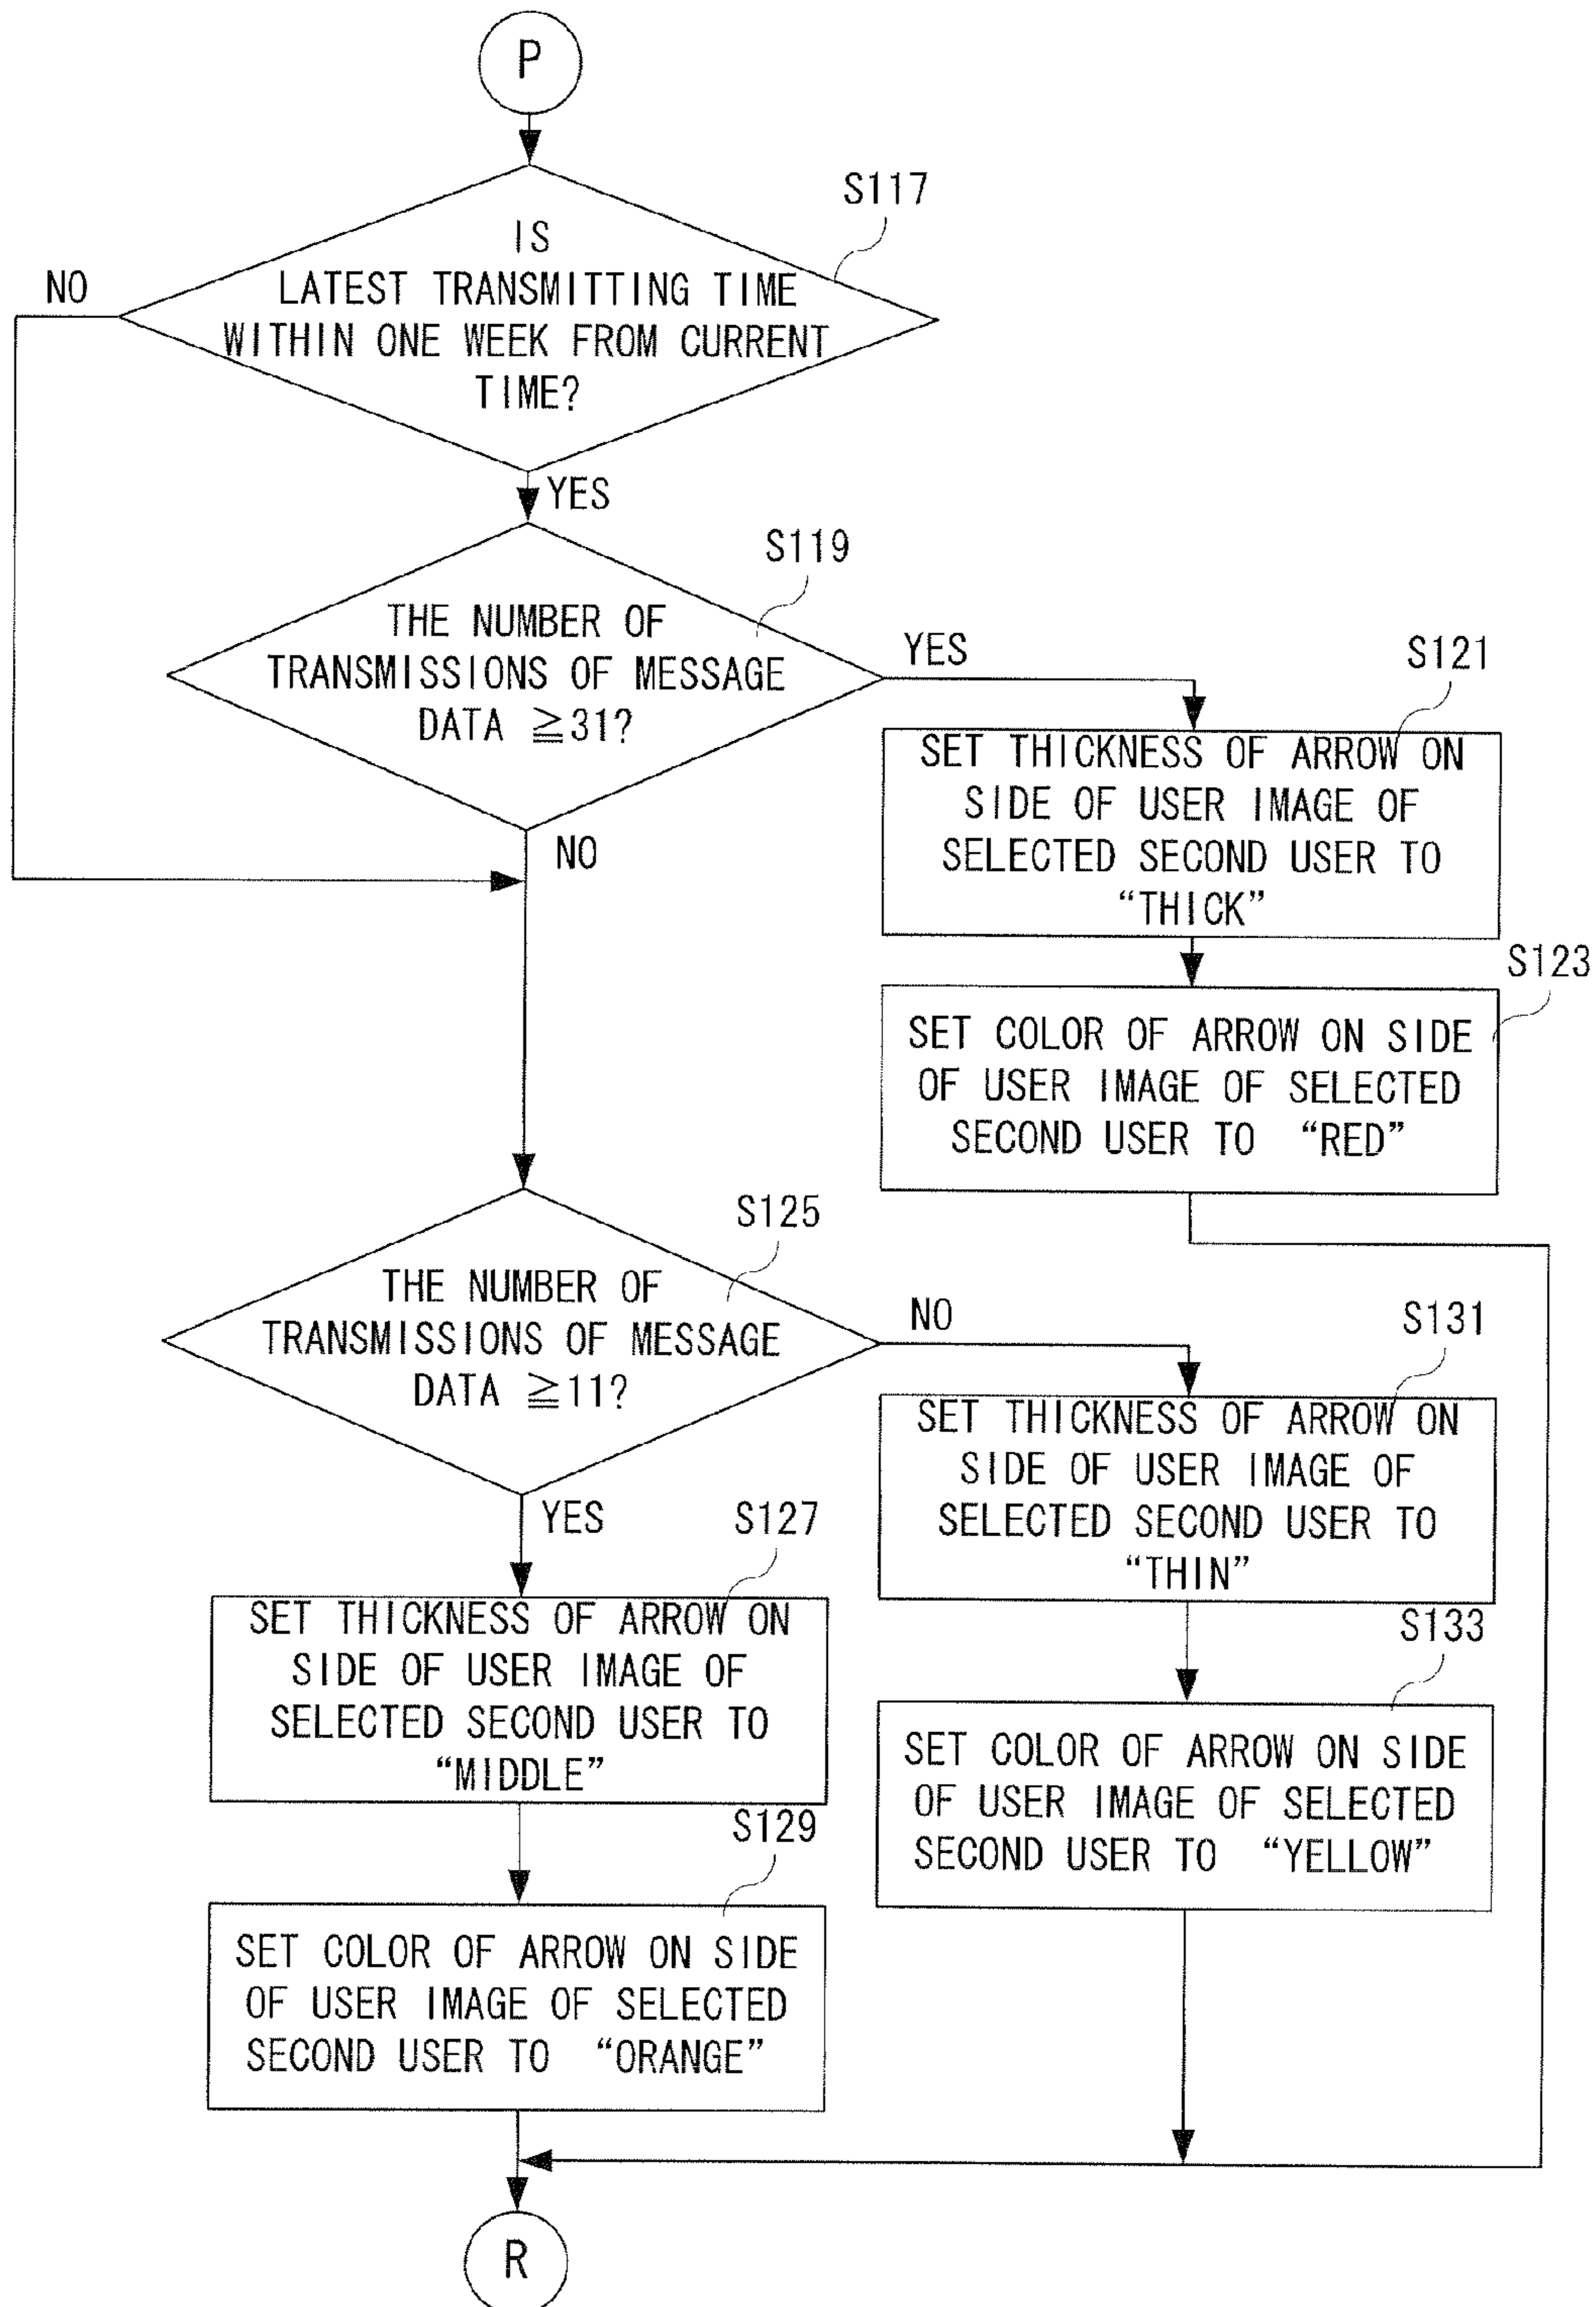 P
S117
IS
LATEST TRANSMITTING TIME
WITHIN ONE WEEK FROM CURRENT
TIME?
NO
YES
S119
THE NUMBER OF
TRANSMISSIONS OF MESSAGE
DATA ≧31?
YES
NO
S121
SET THICKNESS OF ARROW ON
SIDE OF USER IMAGE OF
SELECTED SECOND USER TO
“THICK”
S123
SET COLOR OF ARROW ON SIDE
OF USER IMAGE OF SELECTED
SECOND USER TO “RED”
S125
THE NUMBER OF
TRANSMISSIONS OF MESSAGE
DATA ≧11?
NO
YES
S131
SET THICKNESS OF ARROW ON
SIDE OF USER IMAGE OF
SELECTED SECOND USER TO
“THIN”
S127
SET THICKNESS OF ARROW ON
SIDE OF USER IMAGE OF
SELECTED SECOND USER TO
“MIDDLE”
S133
SET COLOR OF ARROW ON SIDE
OF USER IMAGE OF SELECTED
SECOND USER TO “YELLOW”
S129
SET COLOR OF ARROW ON SIDE
OF USER IMAGE OF SELECTED
SECOND USER TO “ORANGE”
R